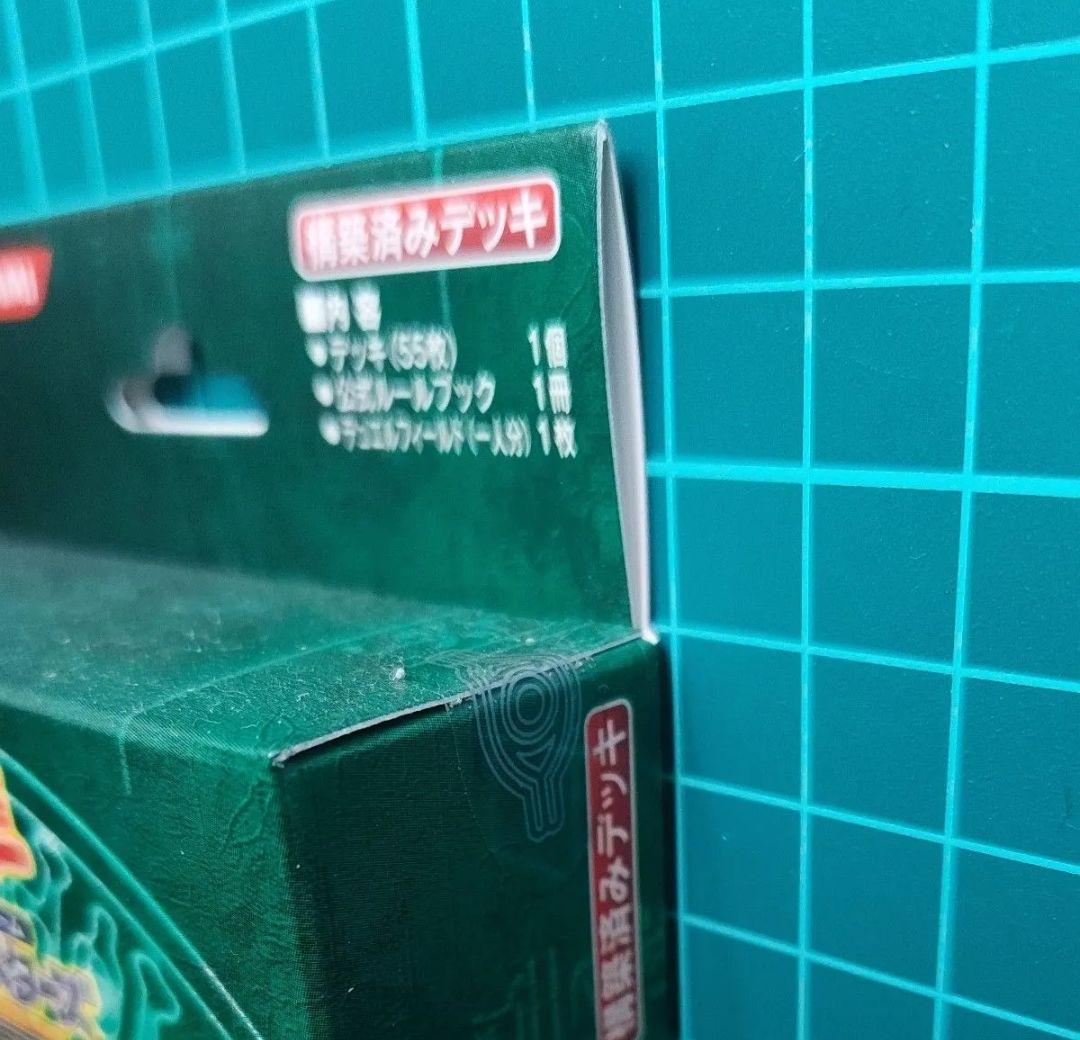 構築済みデッキ
■内容
●デッキ(55枚) 1個
●公式ルールブック 1冊
●デュエルフィールド(一人分) 1枚
構築済みデッキ